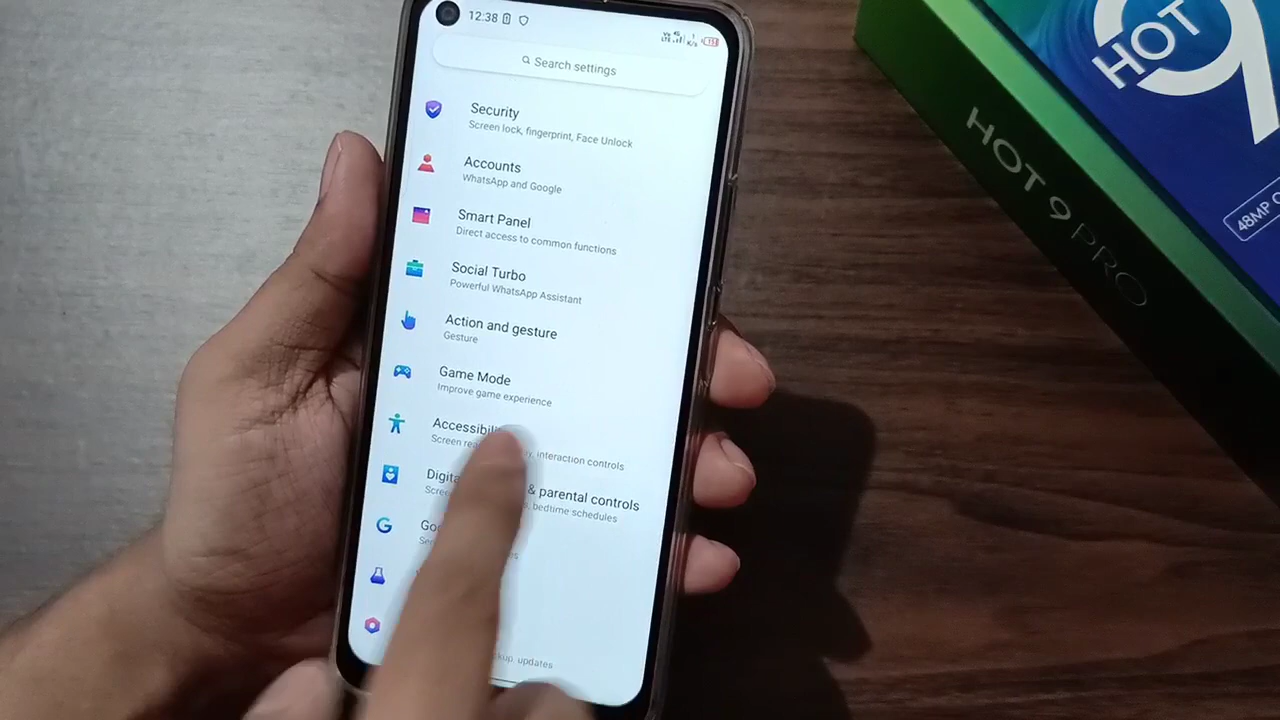 12:38
Search settings
Security
Screen lock, fingerprint, Face Unlock
Accounts
WhatsApp and Google
Smart Panel
Direct access to common functions
Social Turbo
Powerful WhatsApp Assistant
Action and gesture
Gesture
Game Mode
Improve game experience
interaction controls
& parental controls
bedtime schedules
updates
HOT 9
HOT 9 PRO
48MP